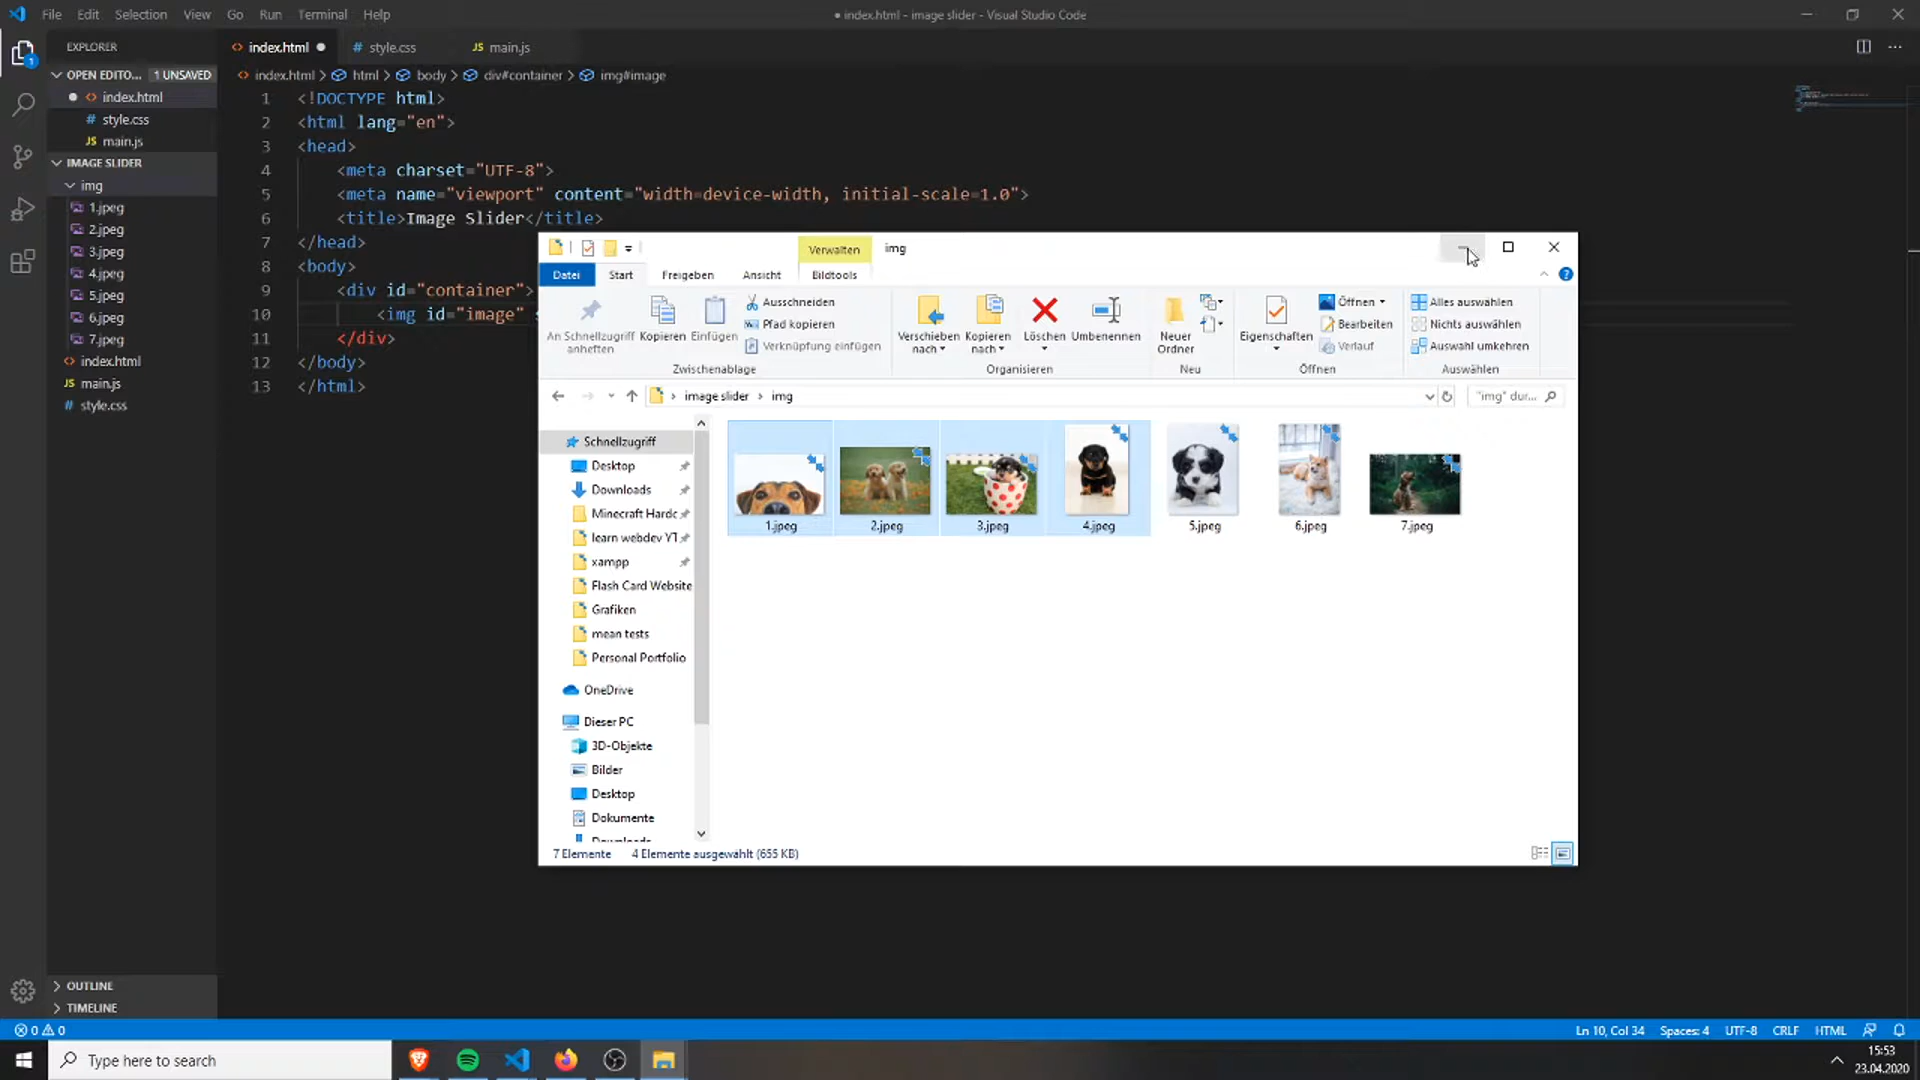 File Edit Selection View Go Run Terminal Help
● index.html - image slider - Visual Studio Code
EXPLORER
index.html
style.css
JS main.js
OPEN EDITO... 1 UNSAVED
index.html
style.css
JS main.js
IMAGE SLIDER
img
1.jpeg
2.jpeg
3.jpeg
4.jpeg
5.jpeg
6.jpeg
7.jpeg
index.html
JS main.js
style.css
OUTLINE
TIMELINE
index.html > html > body > div#container > img#image
1 <!DOCTYPE html>
2 <html lang="en">
3 <head>
4 <meta charset="UTF-8">
5 <meta name="viewport" content="width=device-width, initial-scale=1.0">
6 <title>Image Slider</title>
7 </head>
8 <body>
9 <div id="container">
10 <img id="image"
11 </div>
12 </body>
13 </html>
Verwalten img
Datei Start Freigeben Ansicht Bildtools
An Schnellzugriff anheften
Kopieren
Einfügen
Ausschneiden
Pfad kopieren
Verknüpfung einfügen
Zwischenablage
Verschieben nach
Kopieren nach
Löschen
Umbenennen
Organisieren
Neuer Ordner
Neu
Eigenschaften
Öffnen
Bearbeiten
Verlauf
Öffnen
Alles auswählen
Nichts auswählen
Auswahl umkehren
Auswählen
image slider > img
"img" dur...
Schnellzugriff
Desktop
Downloads
Minecraft Hardc
learn webdev YT
xampp
Flash Card Website
Grafiken
mean tests
Personal Portfolio
OneDrive
Dieser PC
3D-Objekte
Bilder
Desktop
Dokumente
1.jpeg
2.jpeg
3.jpeg
4.jpeg
5.jpeg
6.jpeg
7.jpeg
7 Elemente 4 Elemente ausgewählt (655 KB)
0 0
Ln 10, Col 34 Spaces: 4 UTF-8 CRLF HTML
Type here to search
15:53
23.04.2020